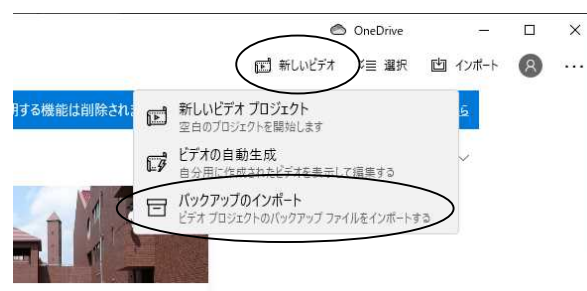 OneDrive
新しいビデオ 選択 インポート
する機能は削除され
新しいビデオ プロジェクト
空白のプロジェクトを開始します
ビデオの自動生成
自分用に作成されたビデオを表示して編集する
バックアップのインポート
ビデオ プロジェクトのバックアップ ファイルをインポートする